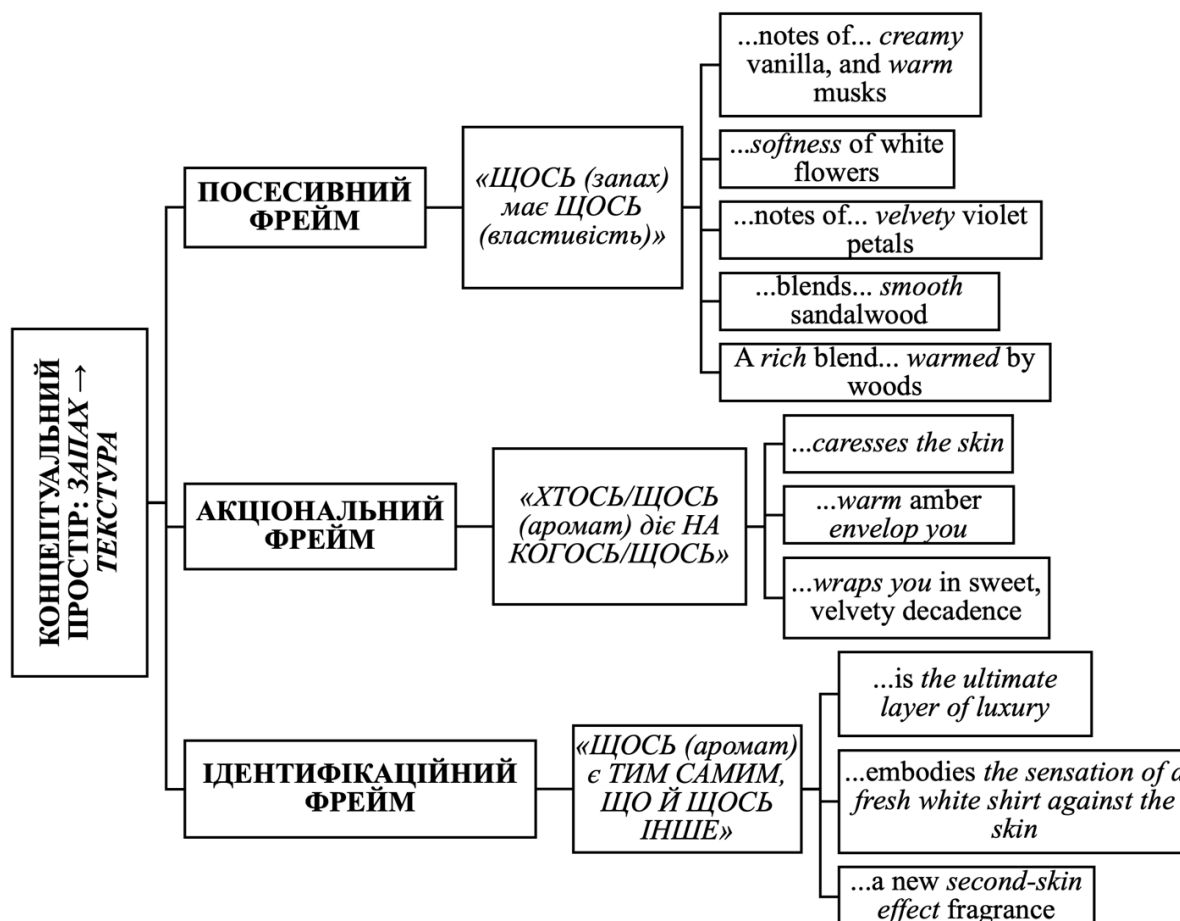 КОНЦЕПТУАЛЬНИЙ
ПРОСТІР: ЗАПАХ →
ТЕКСТУРА
ПОСЕСИВНИЙ
ФРЕЙМ
«ЩОСЬ (запах)
має ЩОСЬ
(властивість)»
...notes of... creamy
vanilla, and warm
musks
...softness of white
flowers
...notes of... velvety violet
petals
...blends... smooth
sandalwood
A rich blend... warmed by
woods
АКЦІОНАЛЬНИЙ
ФРЕЙМ
«ХТОСЬ/ЩОСЬ
(аромат) діє НА
КОГОСЬ/ЩОСЬ»
...caresses the skin
...warm amber
envelop you
...wraps you in sweet,
velvety decadence
ІДЕНТИФІКАЦІЙНИЙ
ФРЕЙМ
«ЩОСЬ (аромат)
є ТИМ САМИМ,
ЩО Й ЩОСЬ
ІНШЕ»
...is the ultimate
layer of luxury
...embodies the sensation of a
fresh white shirt against the
skin
...a new second-skin
effect fragrance